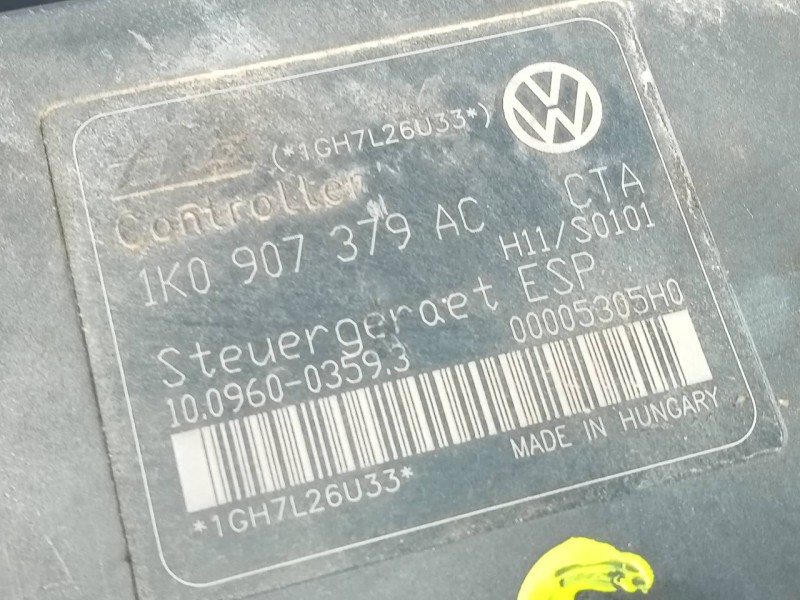 (*1GH7L26U33*)
Controller
1K0 907 379 AC CTA
H11/S0101
Steuergeraet ESP
10.0960-0359.3 00005305H0
MADE IN HUNGARY
*1GH7L26U33*